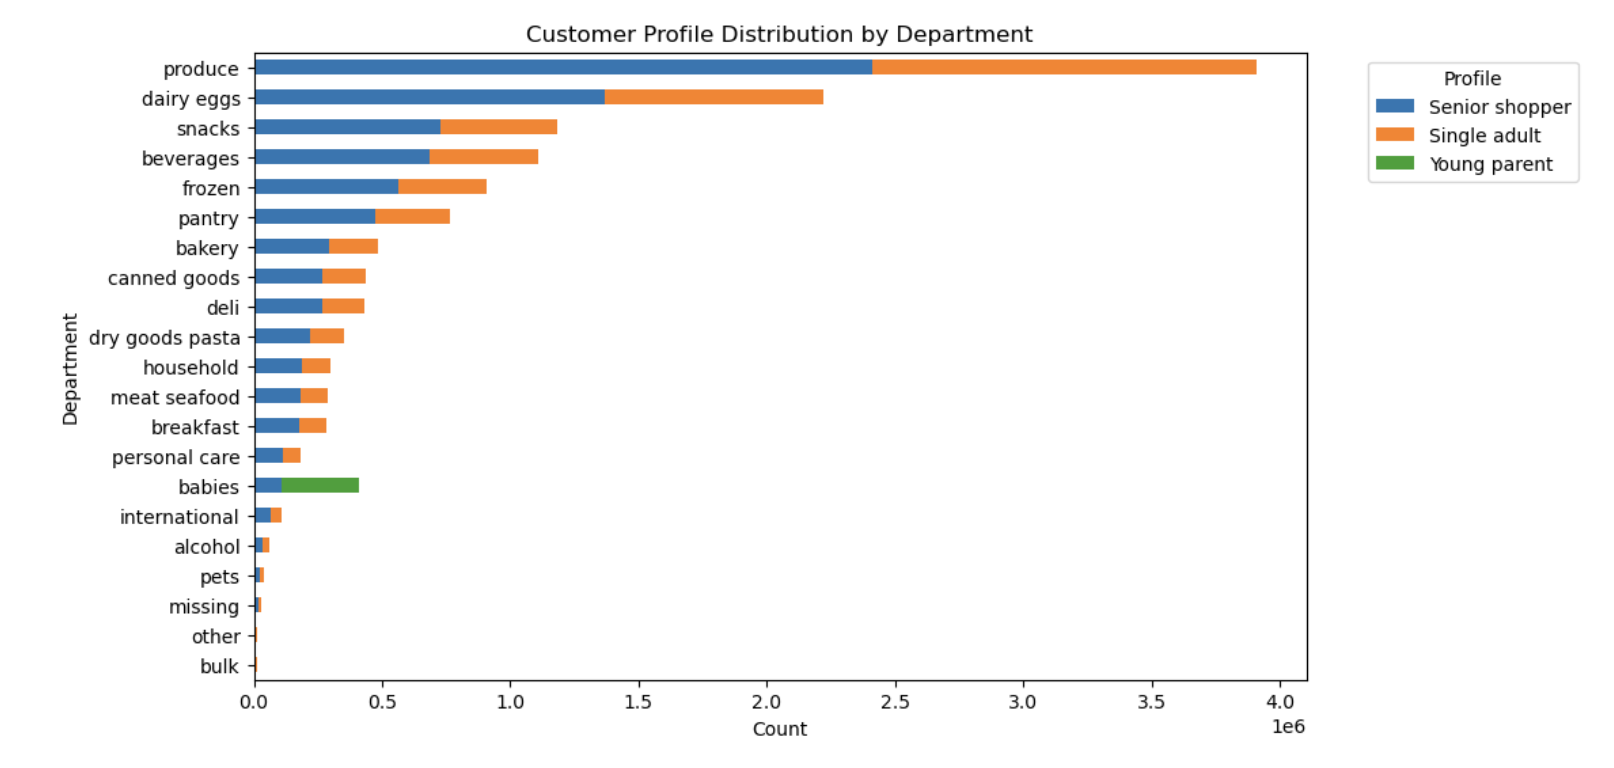 Customer Profile Distribution by Department
produce
dairy eggs
snacks
beverages
frozen
pantry
bakery
canned goods
deli
dry goods pasta
household
meat seafood
breakfast
personal care
babies
international
alcohol
pets
missing
other
bulk
Department
0.0 0.5 1.0 1.5 2.0 2.5 3.0 3.5 4.0
1e6
Count
Profile
Senior shopper
Single adult
Young parent